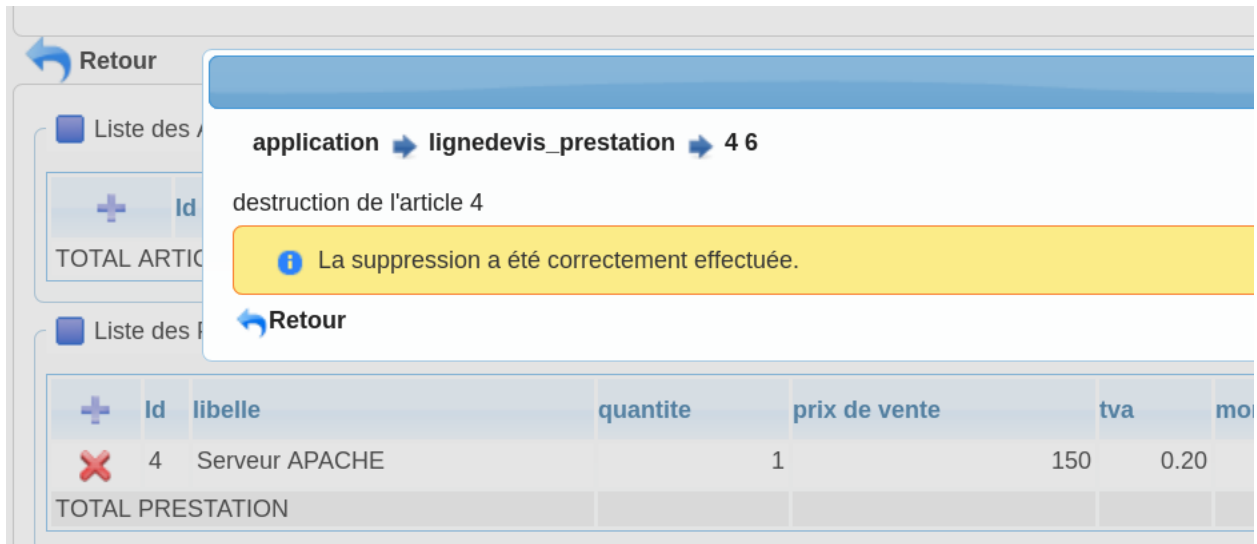 Retour
application lignedevis_prestation 4 6
destruction de l'article 4
La suppression a été correctement effectuée.
Retour
Liste des
Id
TOTAL
Liste des
Id libelle quantite prix de vente tva
4 Serveur APACHE 1 150 0.20
TOTAL PRESTATION